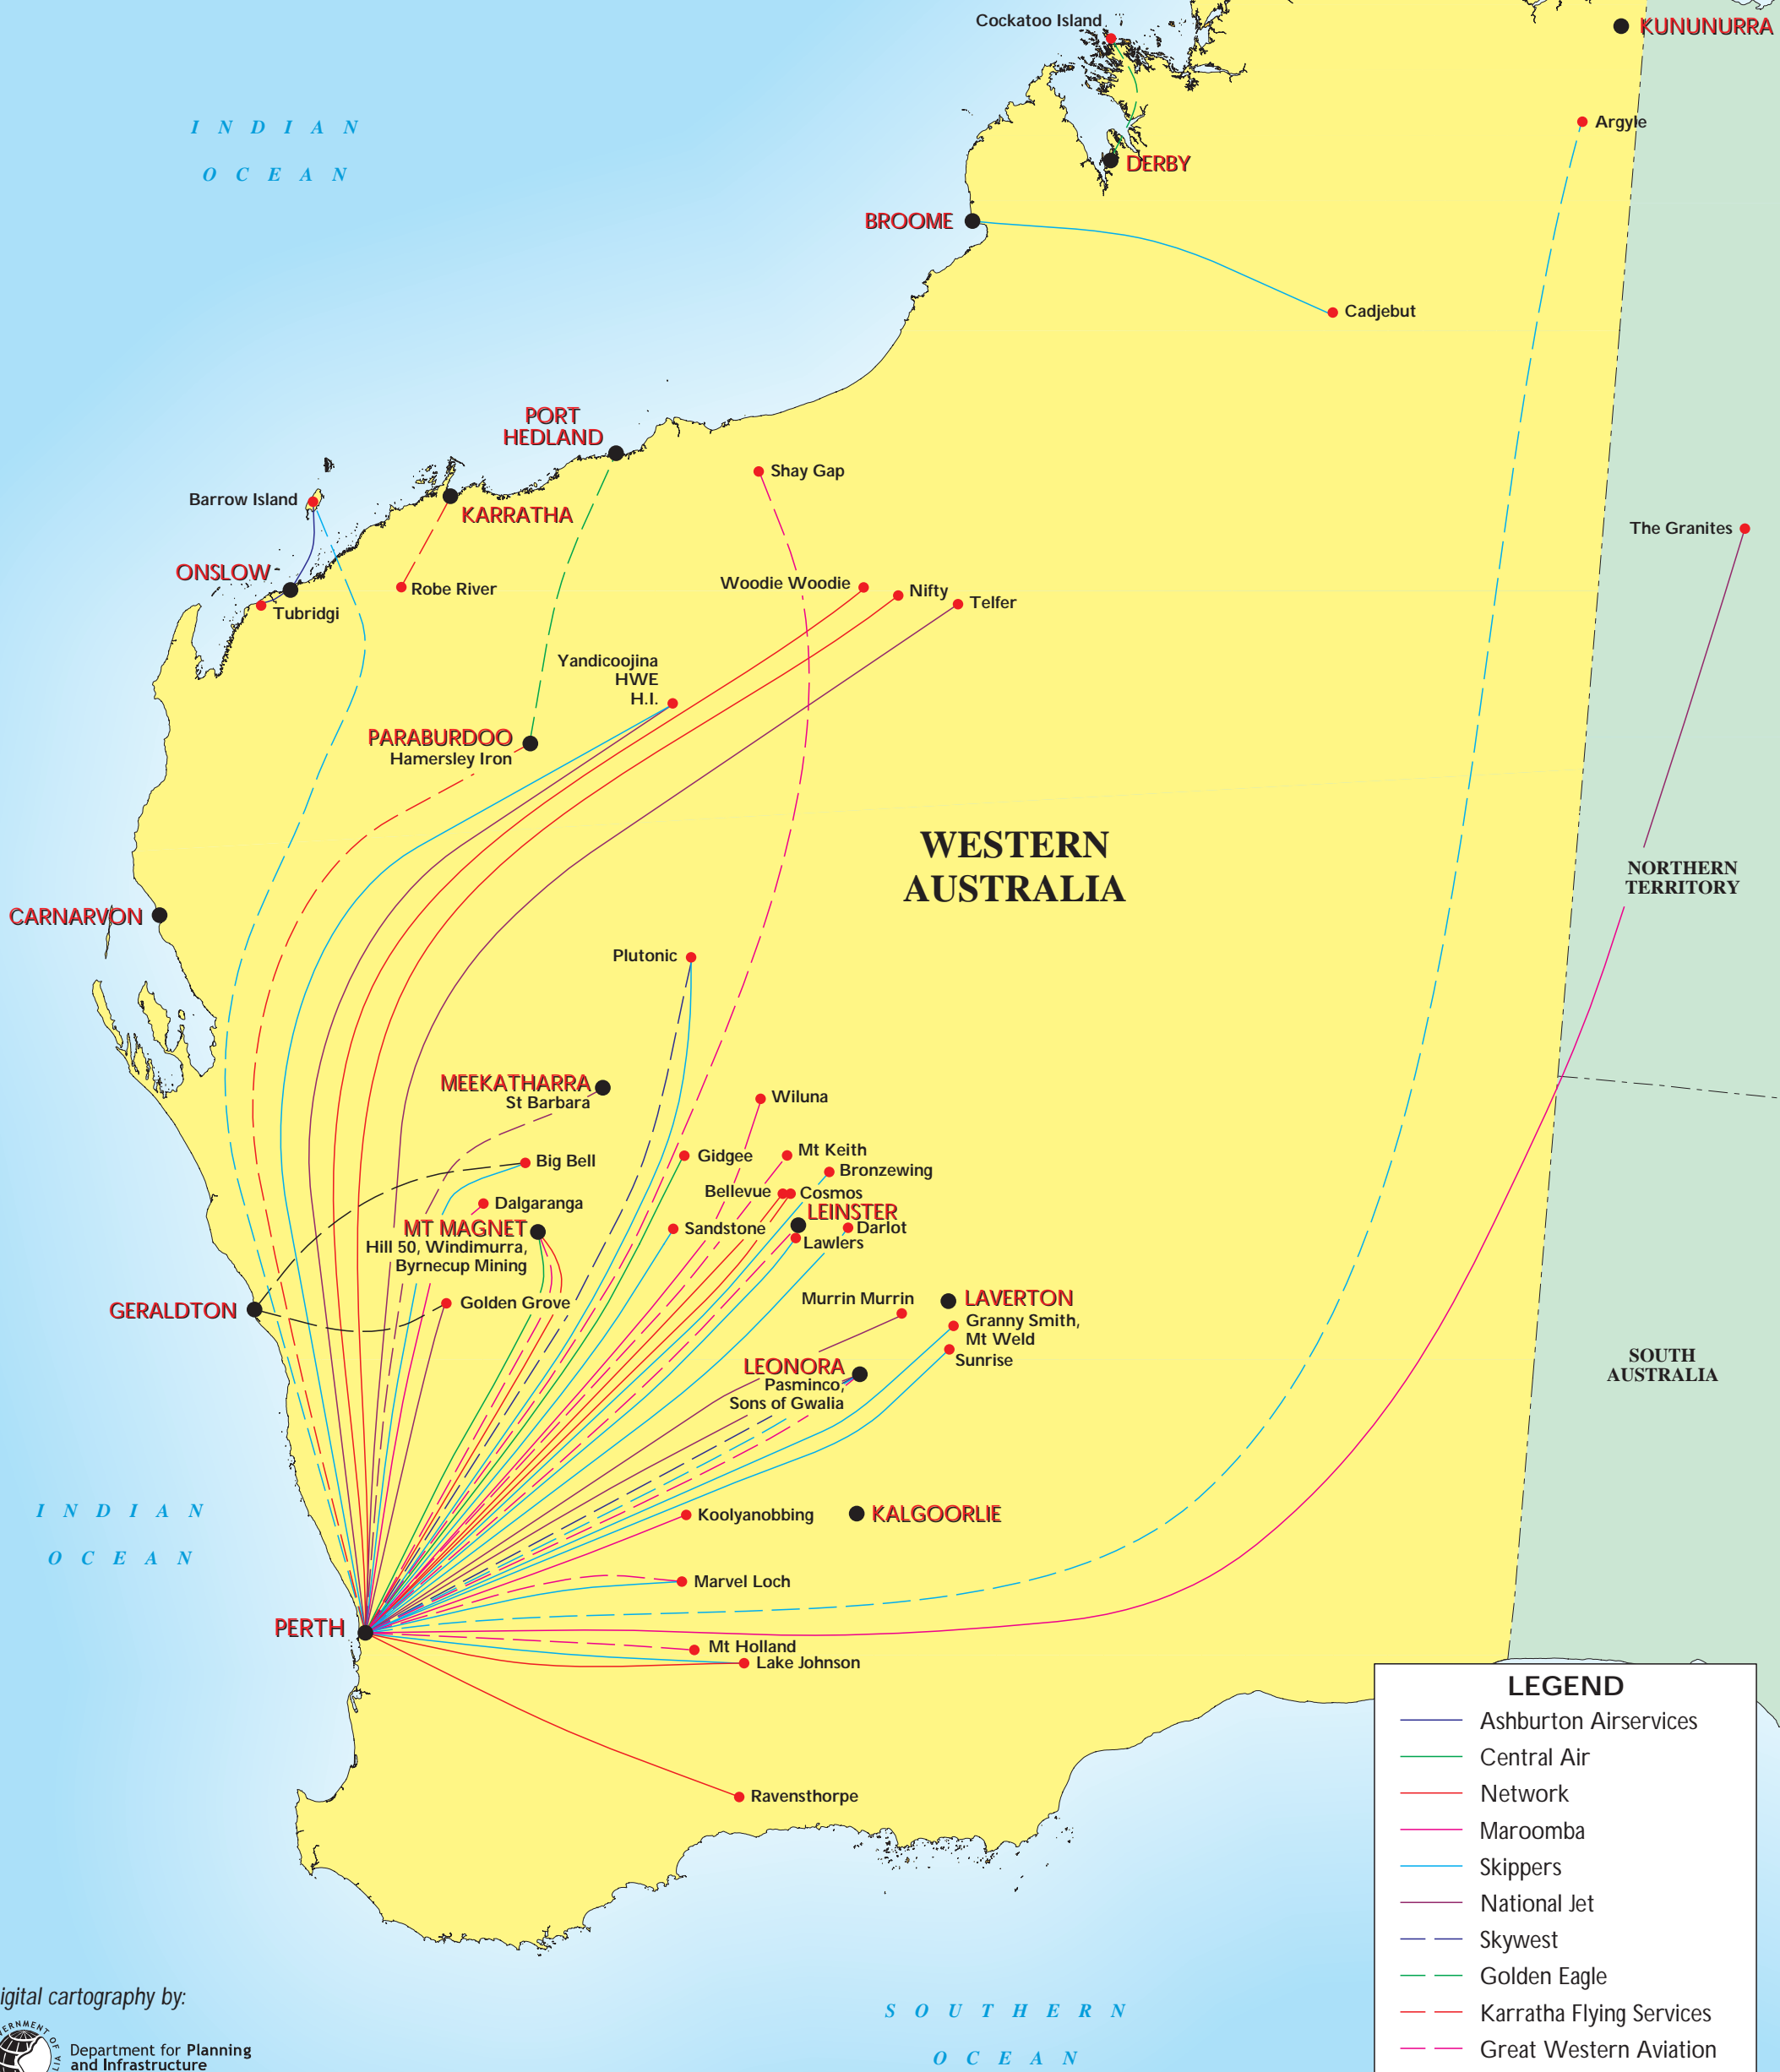 Cockatoo Island
KUNUNURRA
INDIAN
OCEAN
Argyle
DERBY
BROOME
Cadjebut
PORT
HEDLAND
Shay Gap
Barrow Island
KARRATHA
The Granites
ONSLOW
Robe River
Woodie Woodie
Nifty
Telfer
Tubridgi
Yandicoojina
HWE
H.I.
PARABURDOO
Hamersley Iron
WESTERN
AUSTRALIA
NORTHERN
TERRITORY
CARNARVON
Plutonic
MEEKATHARRA
St Barbara
Wiluna
Big Bell
Gidgee
Mt Keith
Bronzewing
Bellevue
Cosmos
Dalgaranga
LEINSTER
MT MAGNET
Hill 50, Windimurra,
Byrnecup Mining
Sandstone
Darlot
Lawlers
GERALDTON
Golden Grove
Murrin Murrin
LAVERTON
Granny Smith,
Mt Weld
Sunrise
LEONORA
Pasminco,
Sons of Gwalia
SOUTH
AUSTRALIA
INDIAN
OCEAN
Koolyanobbing
KALGOORLIE
Marvel Loch
PERTH
Mt Holland
Lake Johnson
Ravensthorpe
LEGEND
Ashburton Airservices
Central Air
Network
Maroomba
Skippers
National Jet
Skywest
Golden Eagle
Karratha Flying Services
Great Western Aviation
SOUTHERN
OCEAN
igital cartography by:
Department for Planning
and Infrastructure